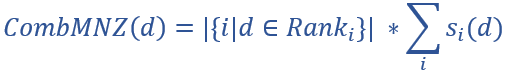 CombMNZ(d) = |{i|d ∈ Rank_i}| * ∑_i s_i(d)